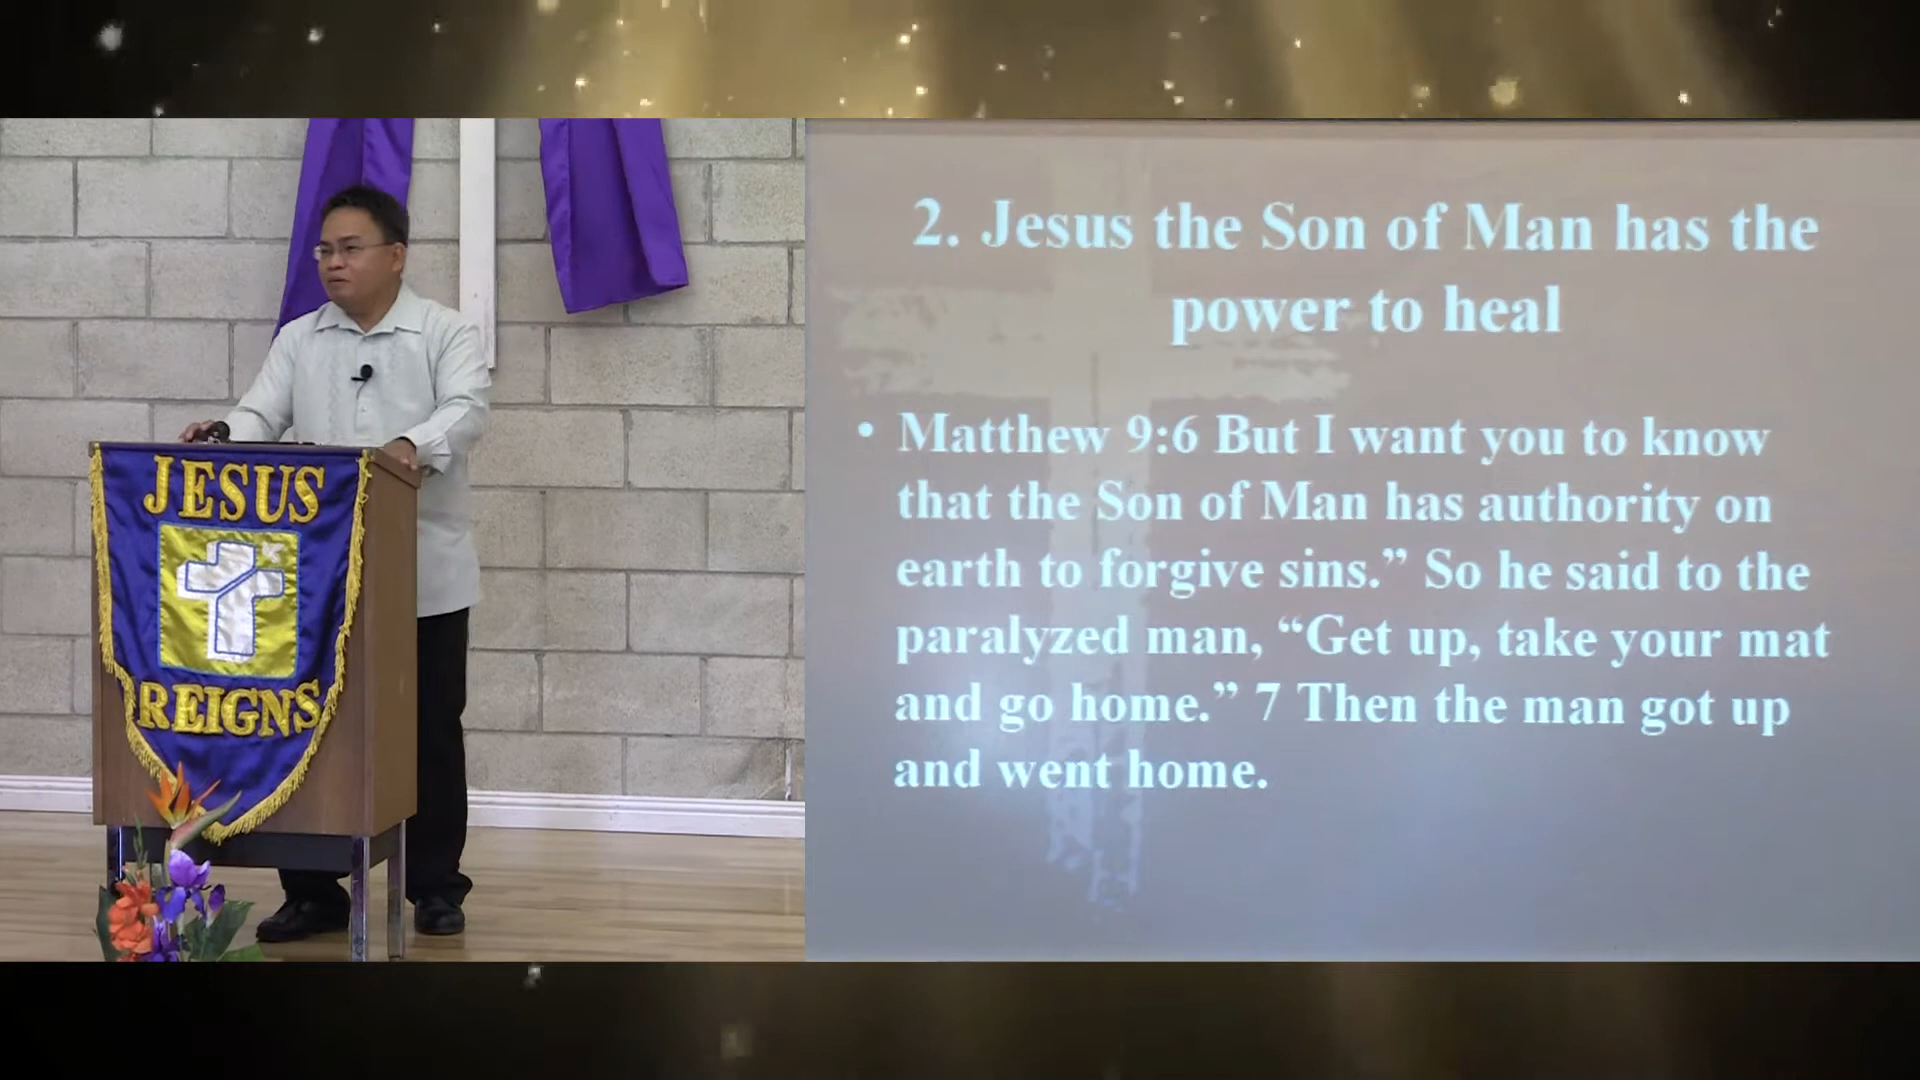 JESUS
REIGNS
2. Jesus the Son of Man has the
power to heal
• Matthew 9:6 But I want you to know
that the Son of Man has authority on
earth to forgive sins.” So he said to the
paralyzed man, “Get up, take your mat
and go home.” 7 Then the man got up
and went home.